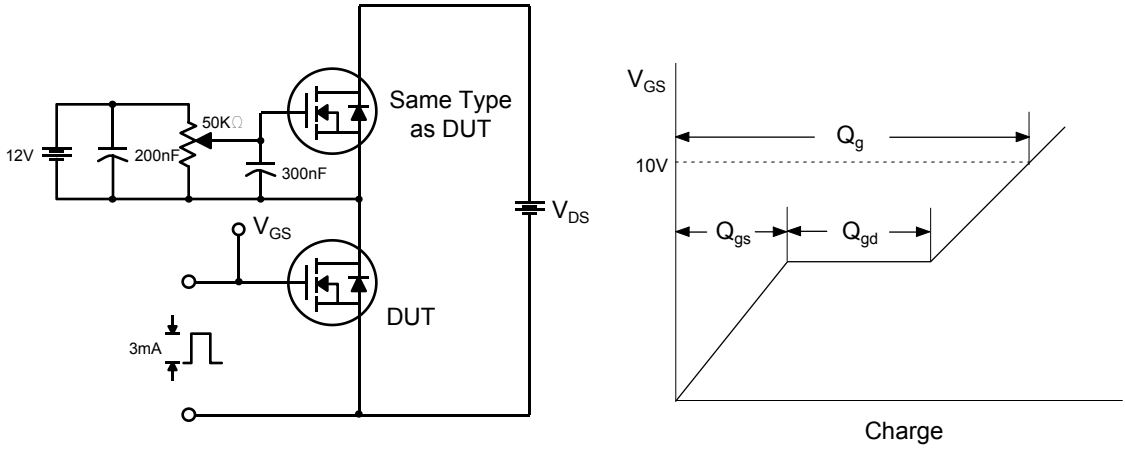 Same Type
as DUT
50KΩ
12V
200nF
300nF
V_DS
V_GS
DUT
3mA
V_GS
Q_g
10V
Q_gs
Q_gd
Charge